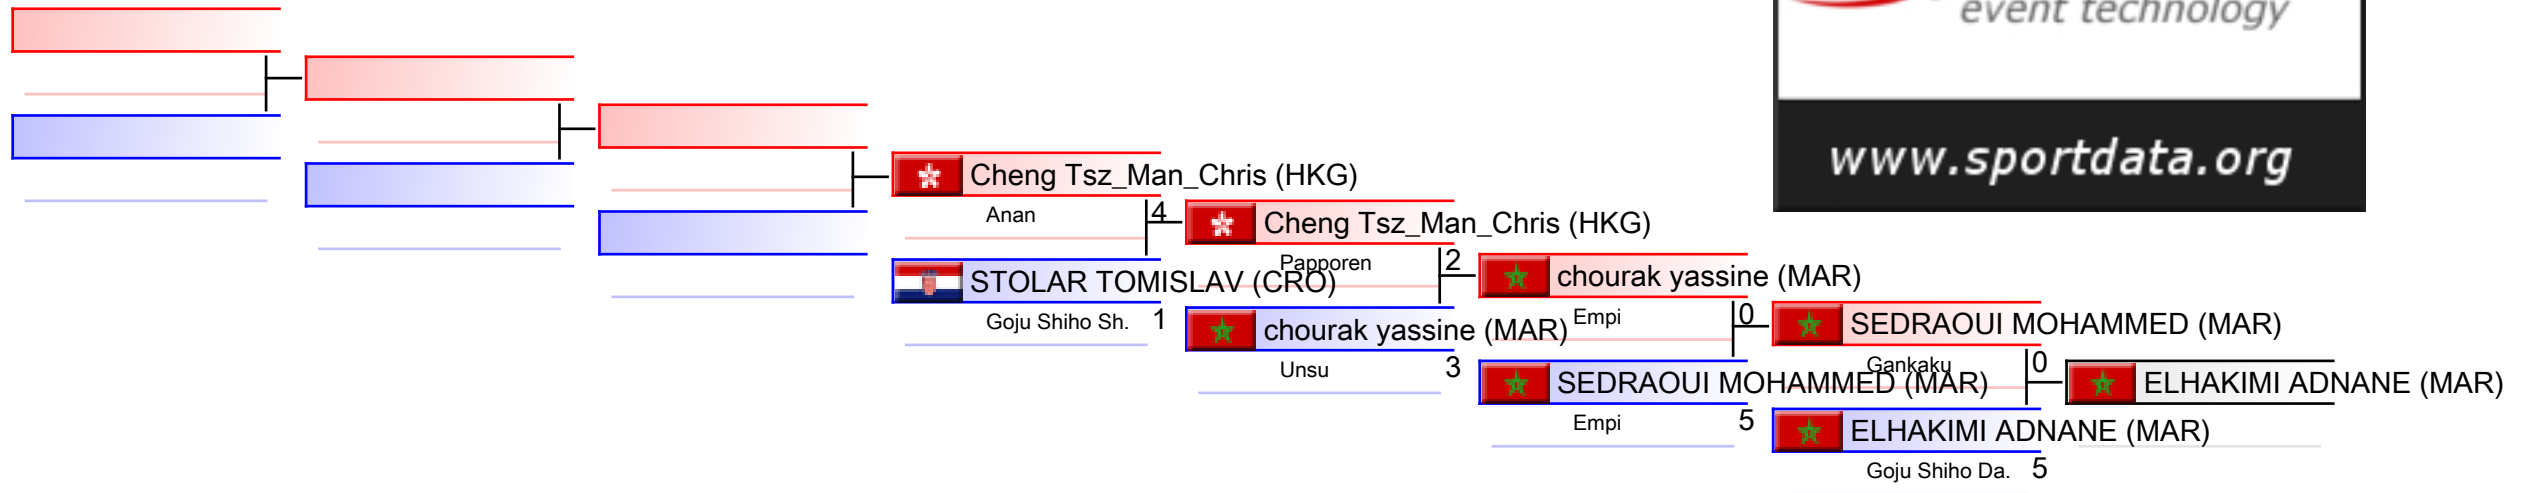 event technology
www.sportdata.org
Cheng Tsz_Man_Chris (HKG)
Anan
4
STOLAR TOMISLAV (CRO)
Goju Shiho Sh.
1
Cheng Tsz_Man_Chris (HKG)
Papporen
2
chourak yassine (MAR)
Unsu
3
chourak yassine (MAR)
Empi
0
SEDRAOUI MOHAMMED (MAR)
Empi
5
SEDRAOUI MOHAMMED (MAR)
Gankaku
0
ELHAKIMI ADNANE (MAR)
Goju Shiho Da.
5
ELHAKIMI ADNANE (MAR)